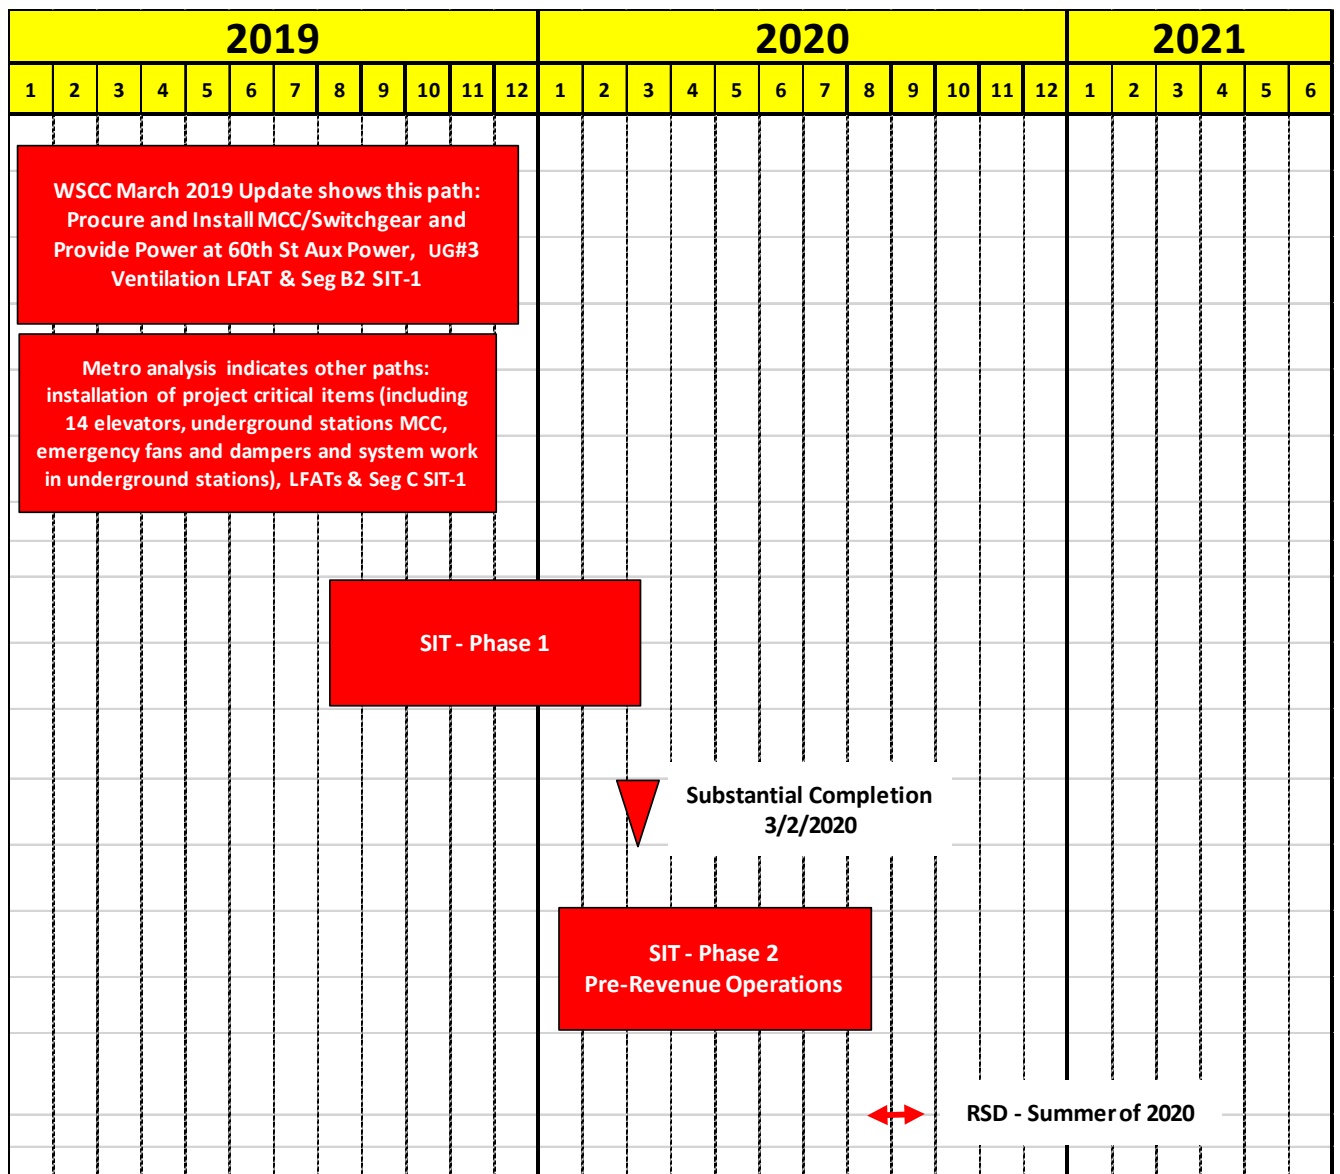 2019 2020 2021
1 2 3 4 5 6 7 8 9 10 11 12 1 2 3 4 5 6 7 8 9 10 11 12 1 2 3 4 5 6
WSCC March 2019 Update shows this path:
Procure and Install MCC/Switchgear and
Provide Power at 60th St Aux Power, UG#3
Ventilation LFAT & Seg B2 SIT-1
Metro analysis indicates other paths:
installation of project critical items (including
14 elevators, underground stations MCC,
emergency fans and dampers and system work
in underground stations), LFATs & Seg C SIT-1
SIT - Phase 1
Substantial Completion
3/2/2020
SIT - Phase 2
Pre-Revenue Operations
RSD - Summer of 2020